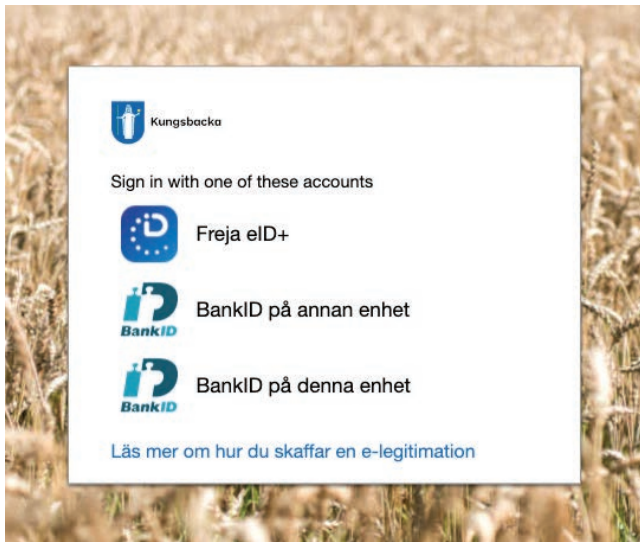 Kungsbacka
Sign in with one of these accounts
Freja eID+
BankID
BankID på annan enhet
BankID
BankID på denna enhet
Läs mer om hur du skaffar en e-legitimation